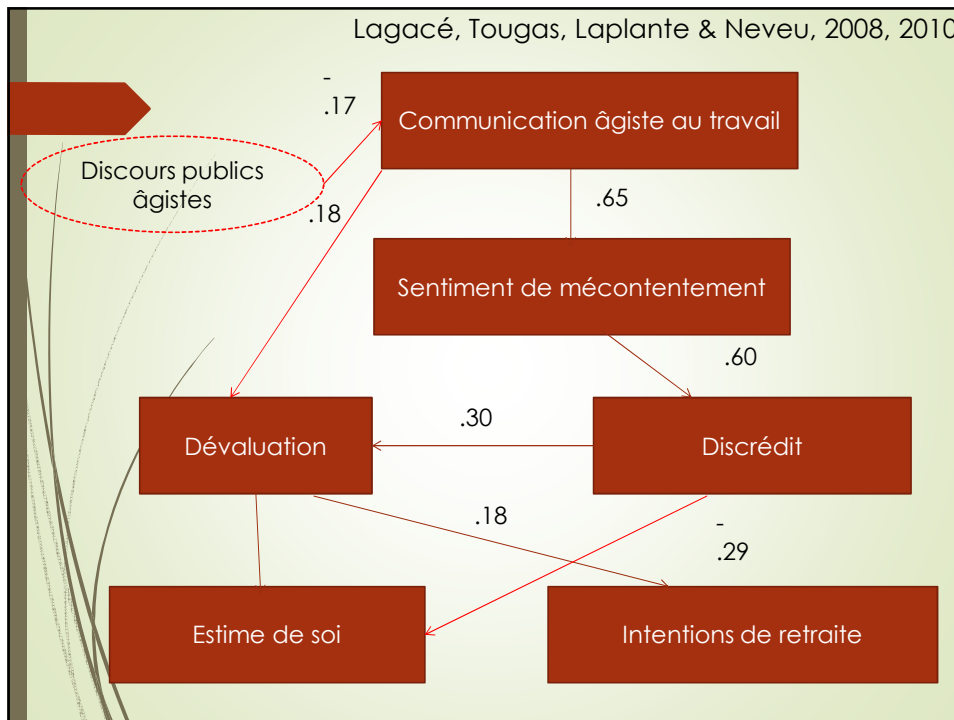 Lagacé, Tougas, Laplante & Neveu, 2008, 2010
-
.17
Communication âgiste au travail
Discours publics
âgistes
.18
.65
Sentiment de mécontentement
.60
Dévaluation
.30
Discrédit
.18
-
.29
Estime de soi
Intentions de retraite